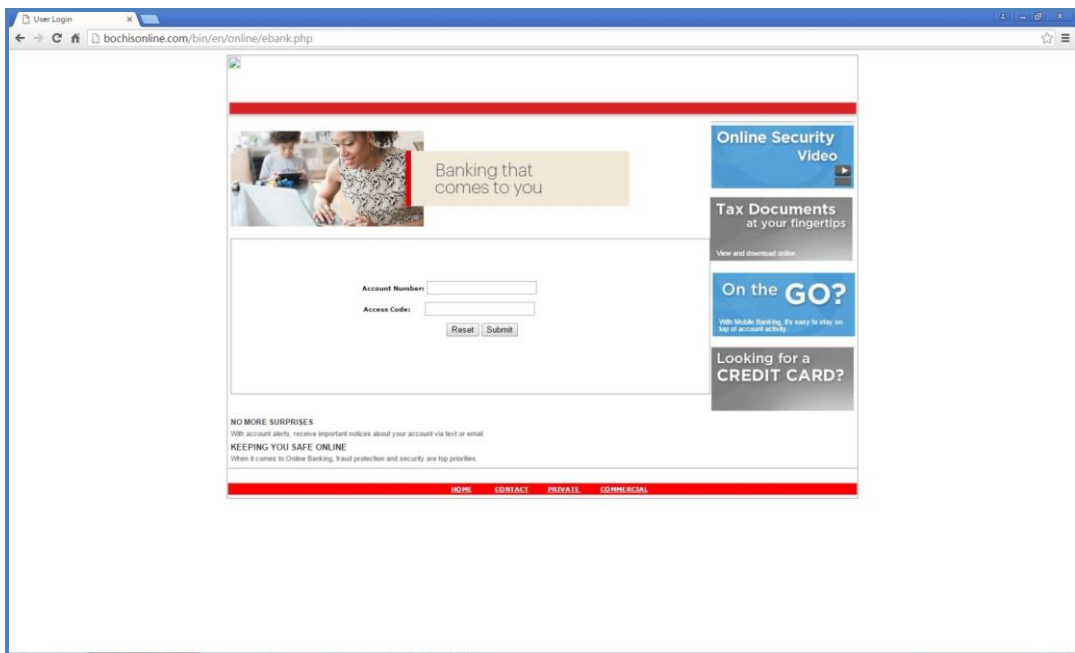 User Login
bochisonline.com/bin/en/online/ebank.php
Banking that
comes to you
Online Security
Video
Tax Documents
at your fingertips
View and download online.
Account Number:
Access Code:
Reset Submit
On the GO?
With Mobile Banking, it's easy to stay on
top of account activity.
Looking for a
CREDIT CARD?
NO MORE SURPRISES
With account alerts, receive important notices about your account via text or email
KEEPING YOU SAFE ONLINE
When it comes to Online Banking, fraud protection and security are top priorities.
HOME CONTACT PRIVATE COMMERCIAL